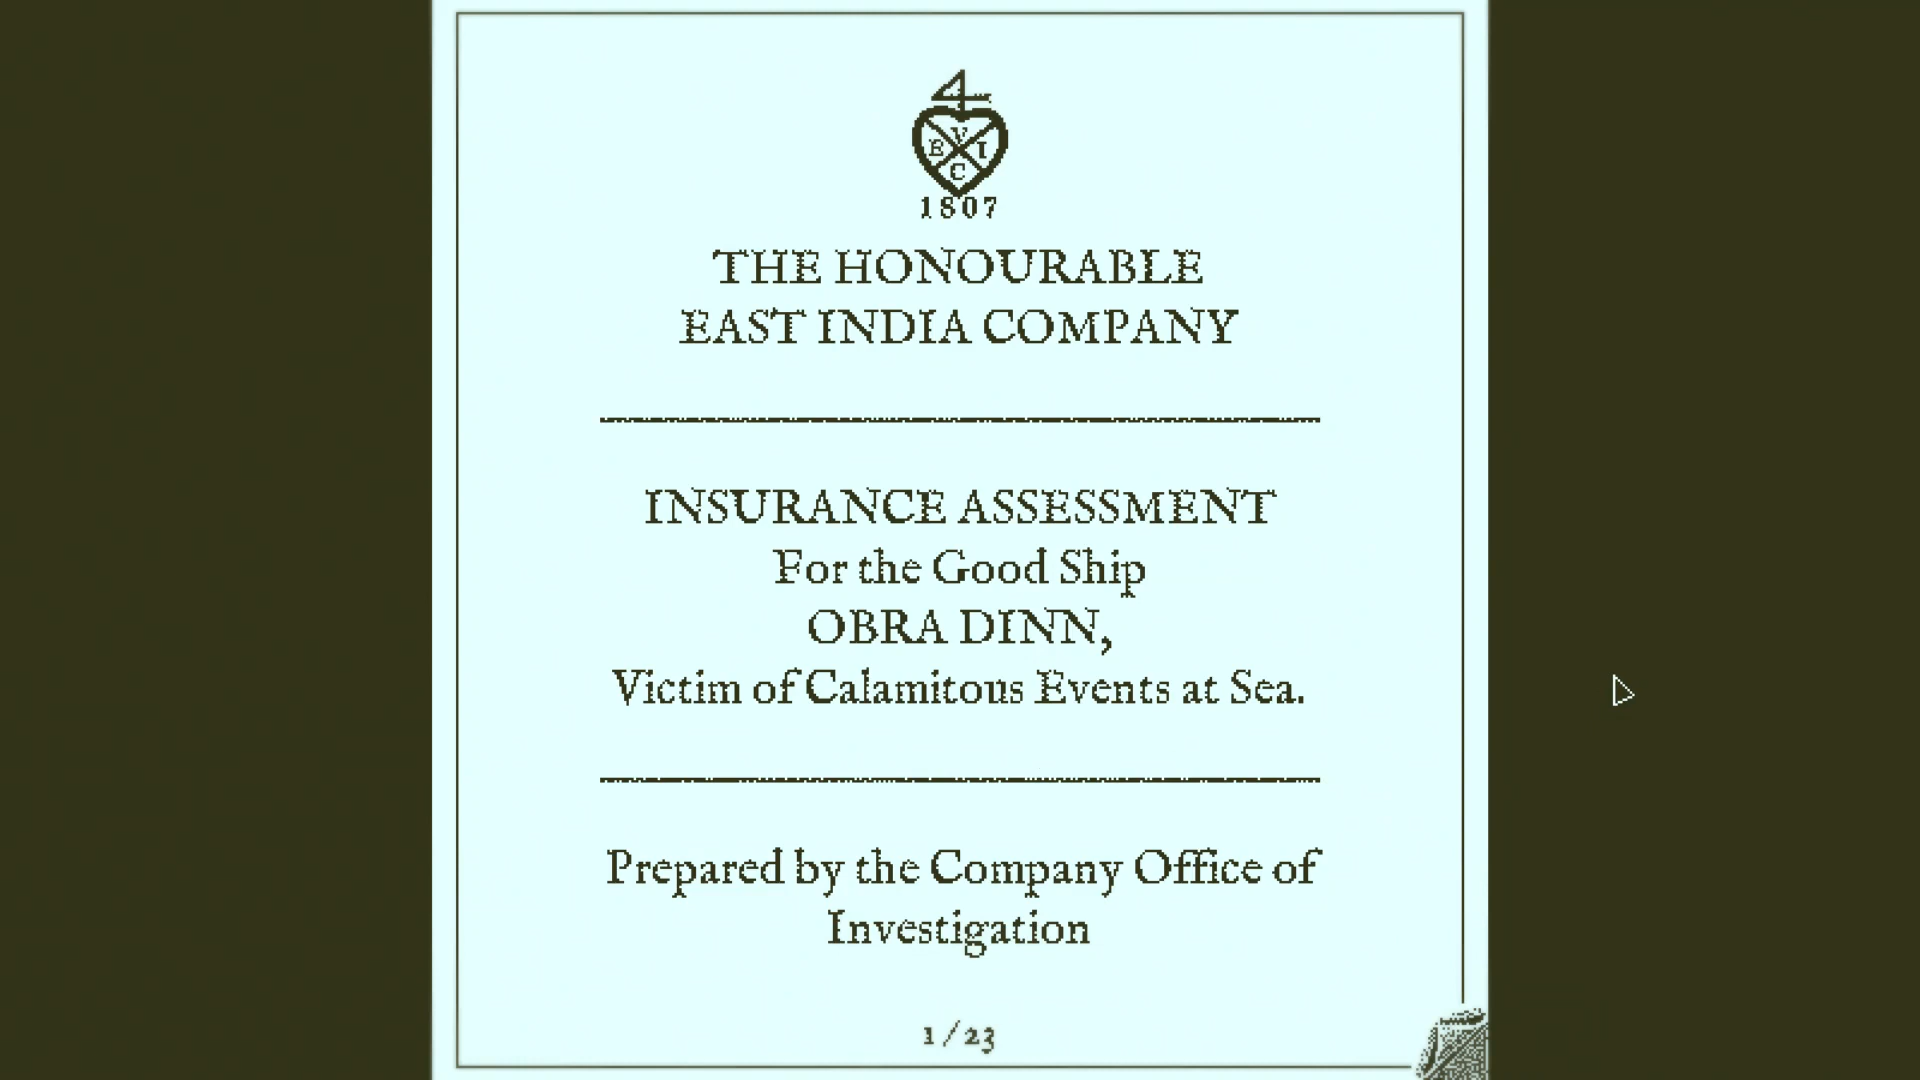 4
V
E I
C
1807
THE HONOURABLE
EAST INDIA COMPANY
INSURANCE ASSESSMENT
For the Good Ship
OBRA DINN,
Victim of Calamitous Events at Sea.
Prepared by the Company Office of
Investigation
1/23